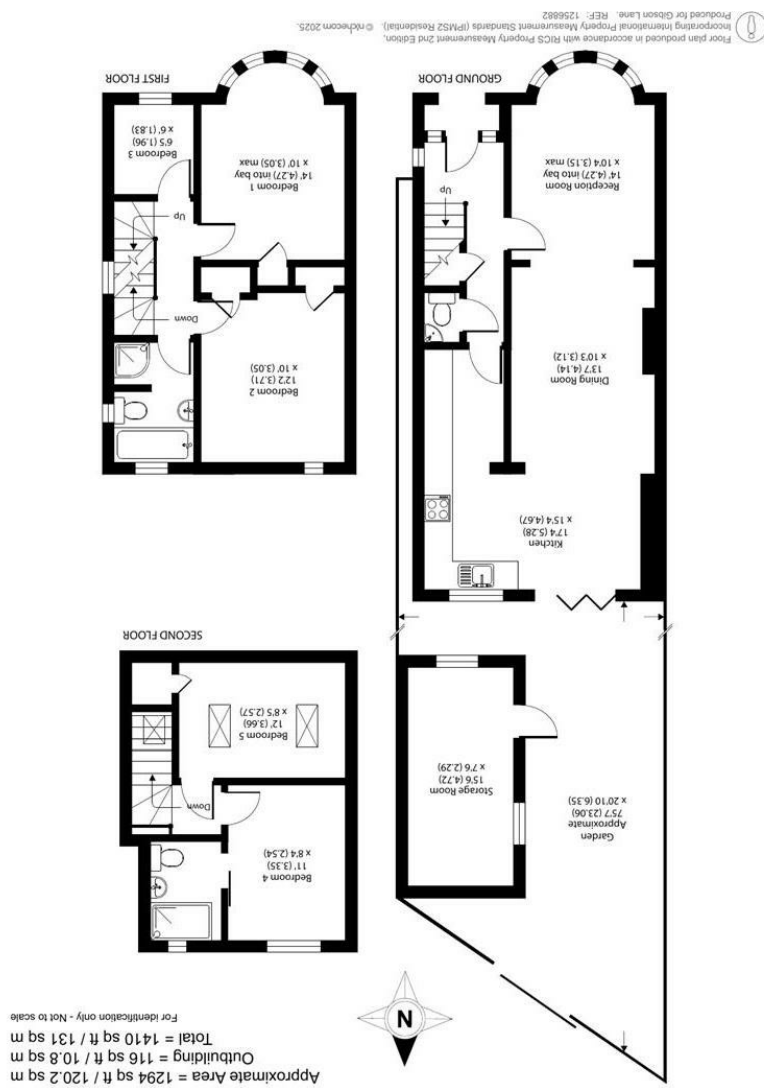 Approximate Area = 1294 sq ft / 120.2 sq m
Outbuilding = 116 sq ft / 10.8 sq m
Total = 1410 sq ft / 131 sq m
For identification only - Not to scale
N
Garden
75'7 (23.06)
x 20'10 (6.35)
Approximate
Storage Room
15'6 (4.72)
x 7'6 (2.29)
Bedroom 4
11' (3.35)
x 8'4 (2.54)
Down
Bedroom 5
12' (3.66)
x 8'5 (2.57)
SECOND FLOOR
Kitchen
17'4 (5.28)
x 15'4 (4.67)
Dining Room
13'7 (4.14)
x 10'3 (3.12)
Reception Room
14' (4.27) into bay
x 10'4 (3.15) max
Up
GROUND FLOOR
Bedroom 2
12'2 (3.71)
x 10' (3.05)
Down
Up
Bedroom 1
14' (4.27) into bay
x 10' (3.05) max
Bedroom 3
6'5 (1.96)
x 6' (1.83)
FIRST FLOOR
Floor plan produced in accordance with RICS Property Measurement 2nd Edition,
Incorporating International Property Measurement Standards (IPMS2 Residential). © nichecom 2025.
Produced for Gibson Lane. REF: 1256882